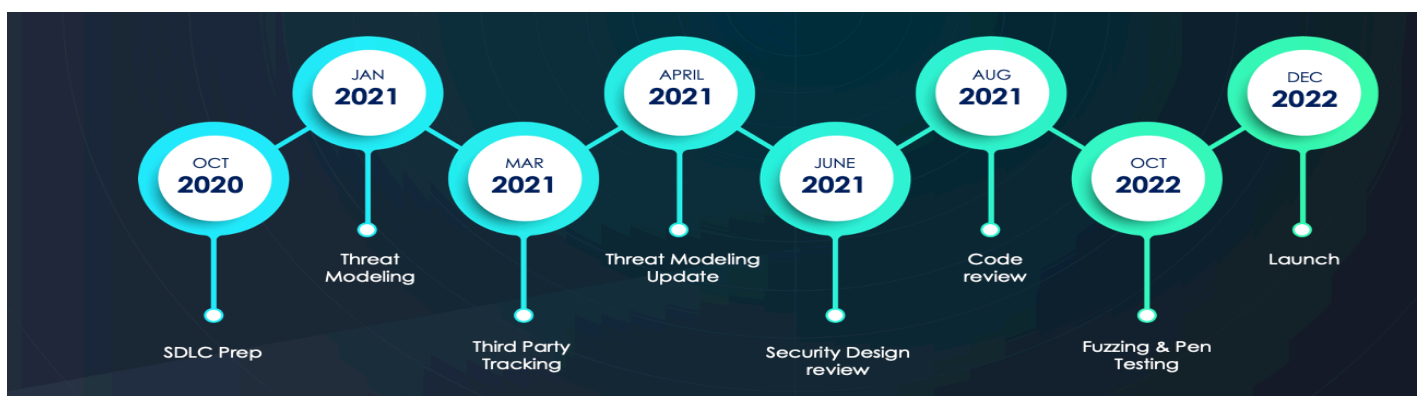 OCT
2020
SDLC Prep
JAN
2021
Threat
Modeling
MAR
2021
Third Party
Tracking
APRIL
2021
Threat Modeling
Update
JUNE
2021
Security Design
review
AUG
2021
Code
review
OCT
2022
Fuzzing & Pen
Testing
DEC
2022
Launch